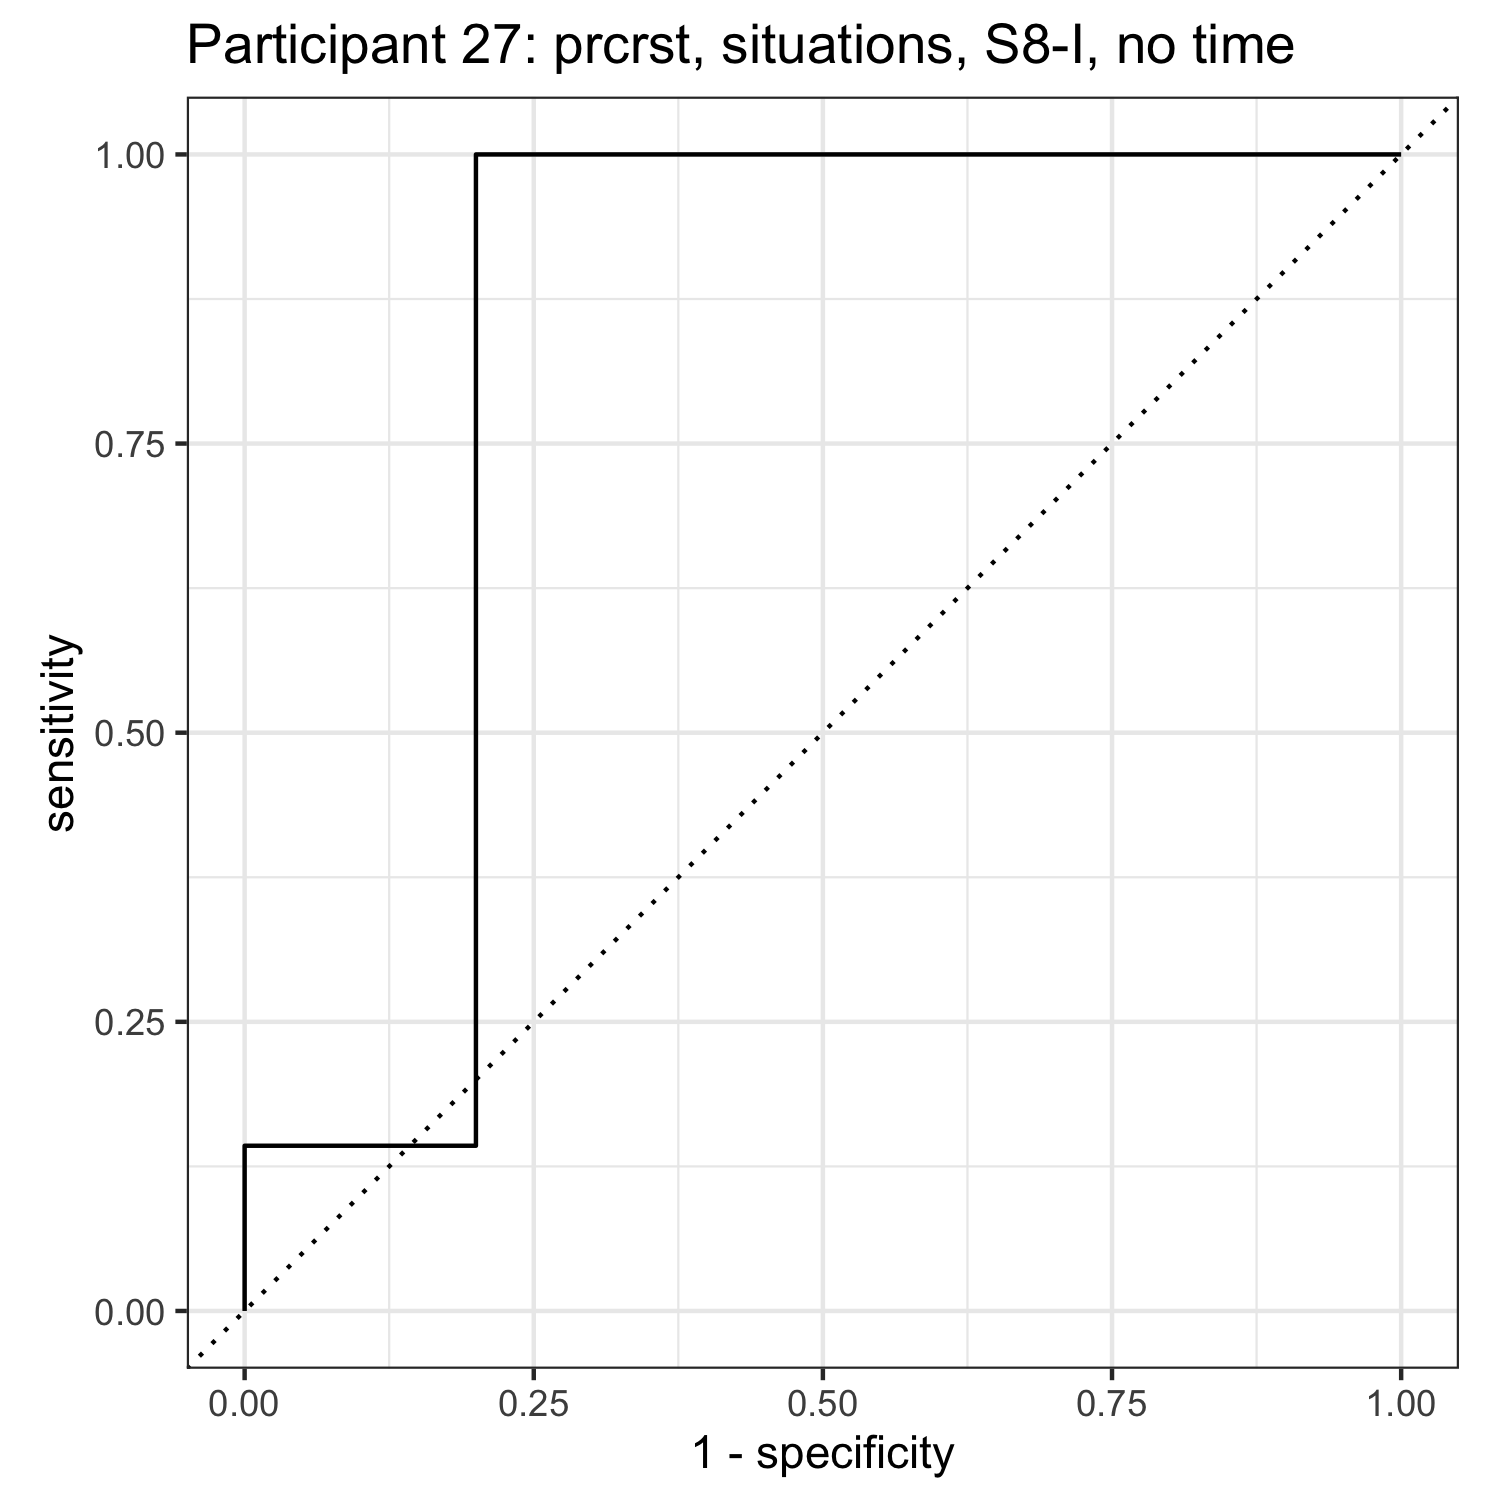 Participant 27: prcrst, situations, S8-I, no time
sensitivity
1.00
0.75
0.50
0.25
0.00
0.00 0.25 0.50 0.75 1.00
1 - specificity